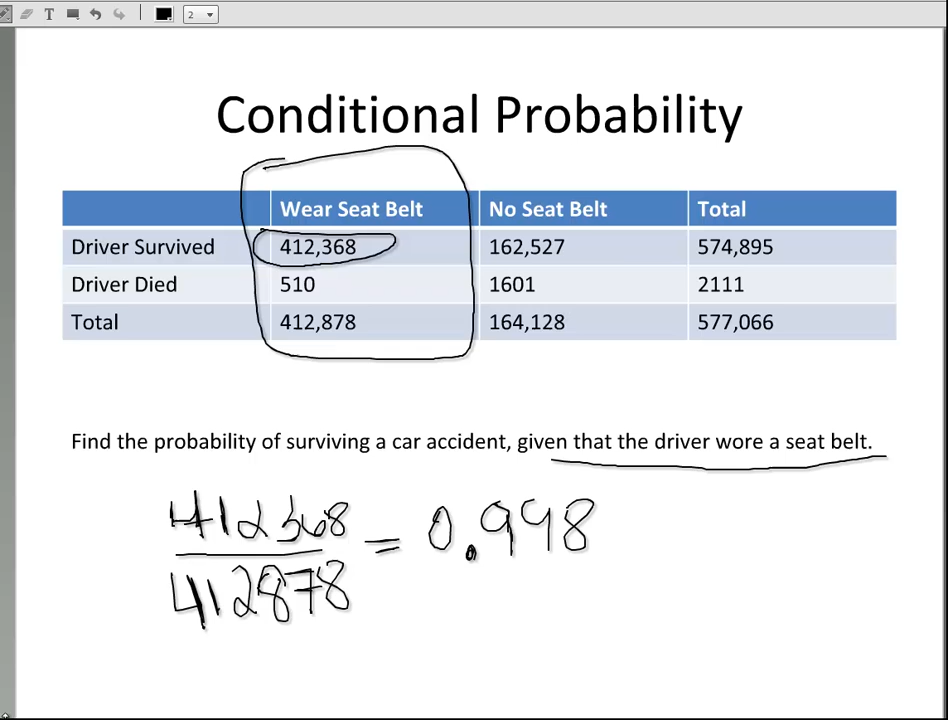 T 2
Conditional Probability
Wear Seat Belt No Seat Belt Total
Driver Survived 412,368 162,527 574,895
Driver Died 510 1601 2111
Total 412,878 164,128 577,066
Find the probability of surviving a car accident, given that the driver wore a seat belt.
412368
= 0.998
412878